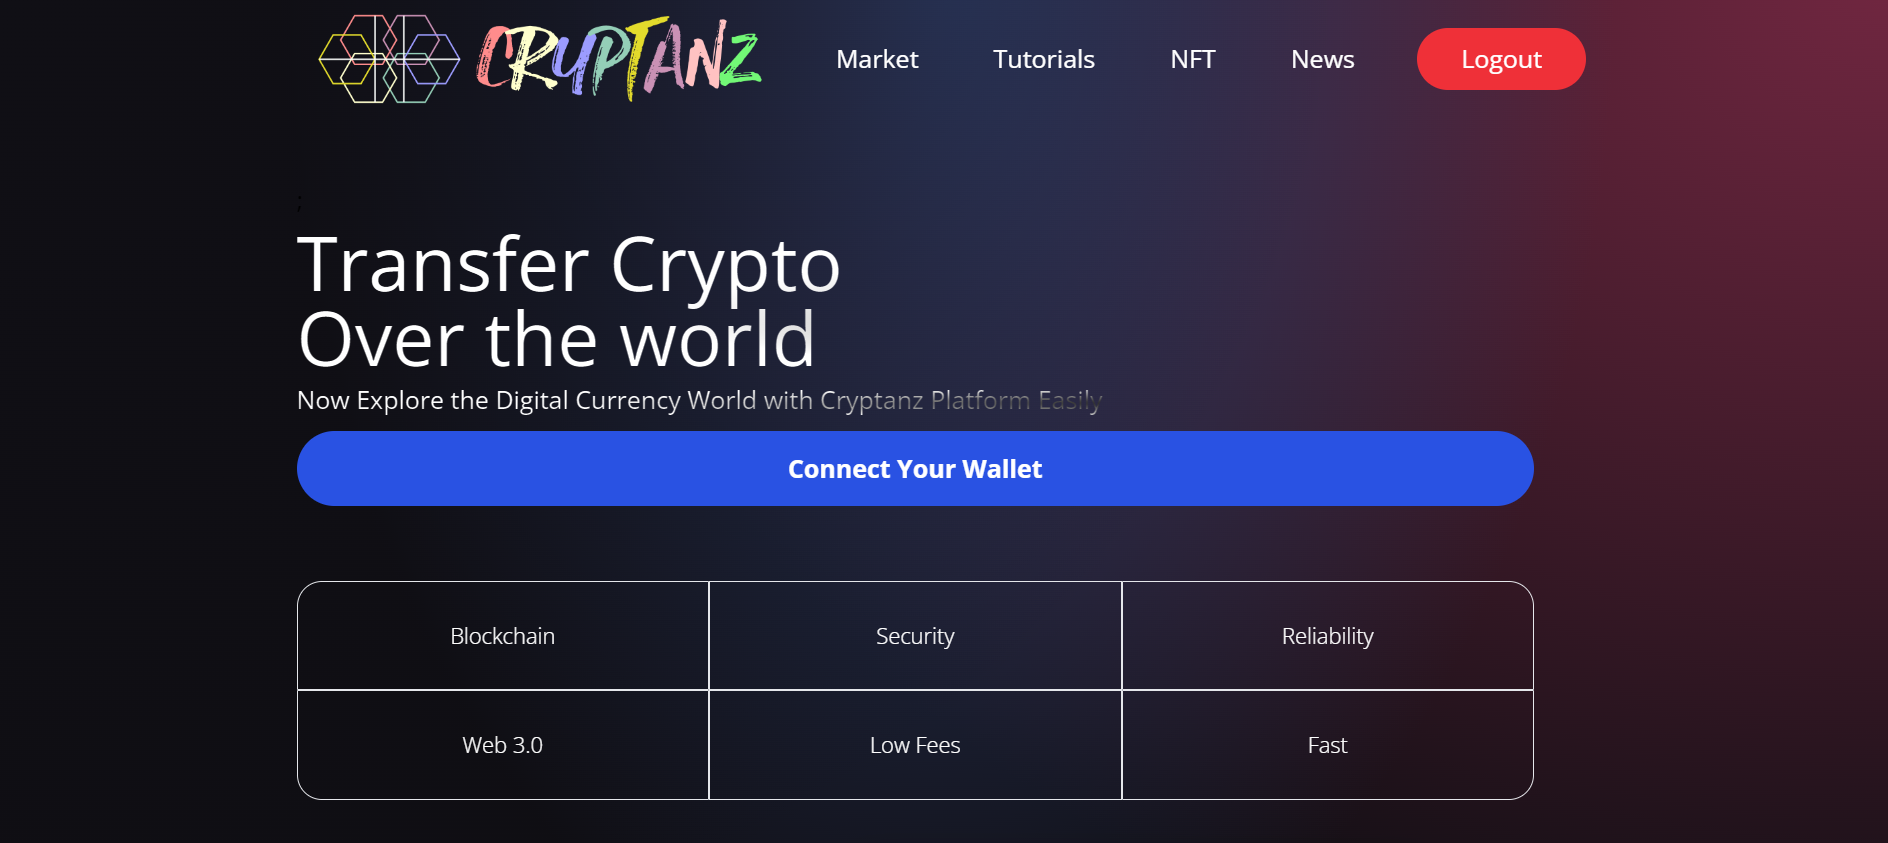 CRYPTANZ
Market Tutorials NFT News Logout
;
Transfer Crypto
Over the world
Now Explore the Digital Currency World with Cryptanz Platform Easily
Connect Your Wallet
Blockchain Security Reliability
Web 3.0 Low Fees Fast